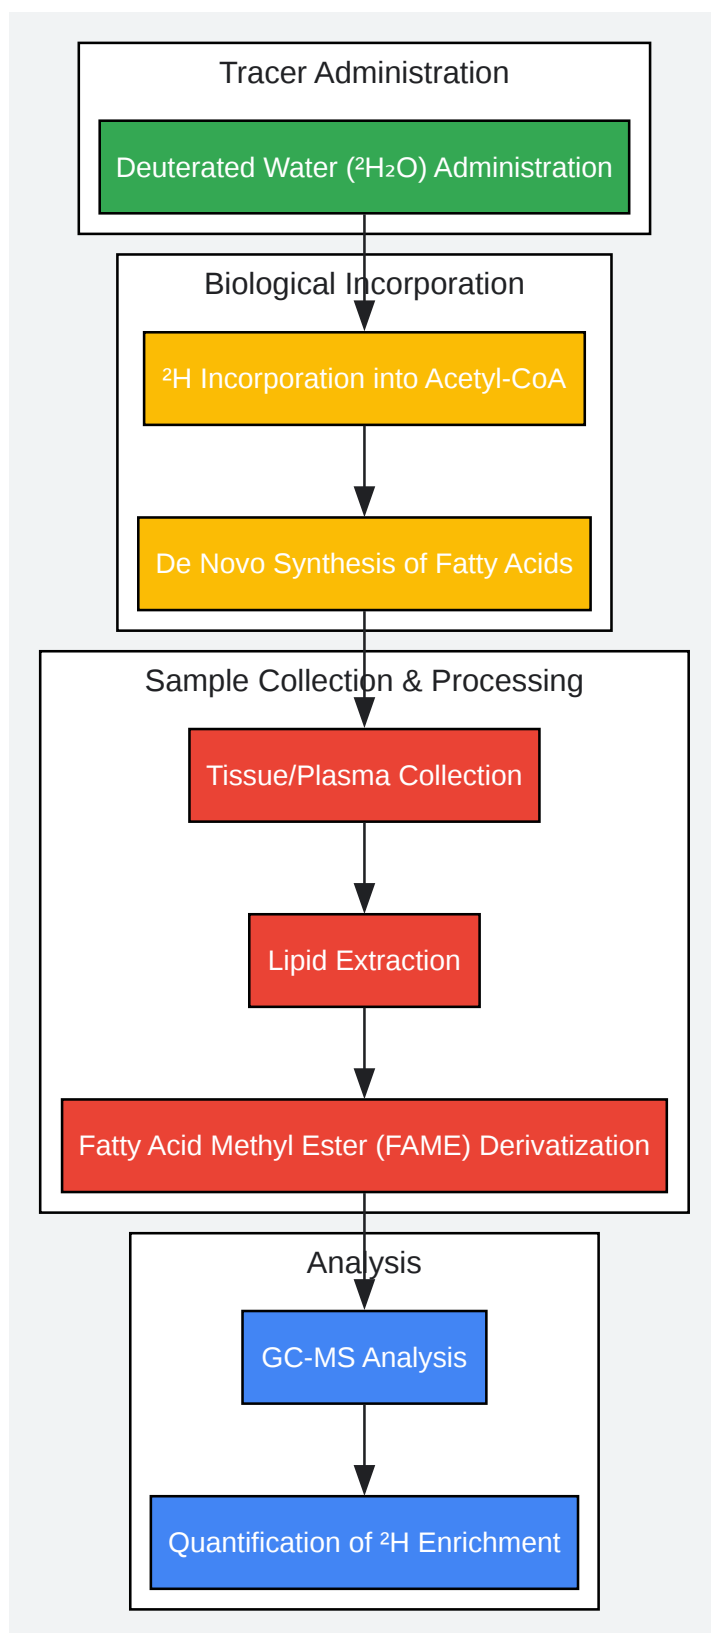 Tracer Administration
Deuterated Water (²H₂O) Administration
Biological Incorporation
²H Incorporation into Acetyl-CoA
De Novo Synthesis of Fatty Acids
Sample Collection & Processing
Tissue/Plasma Collection
Lipid Extraction
Fatty Acid Methyl Ester (FAME) Derivatization
Analysis
GC-MS Analysis
Quantification of ²H Enrichment